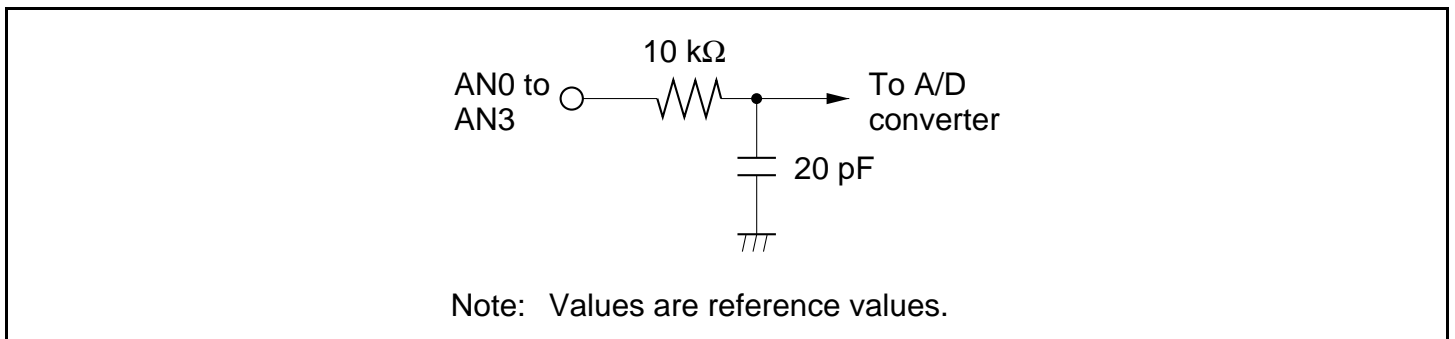 10 kΩ
AN0 to
AN3
To A/D
converter
20 pF
Note: Values are reference values.